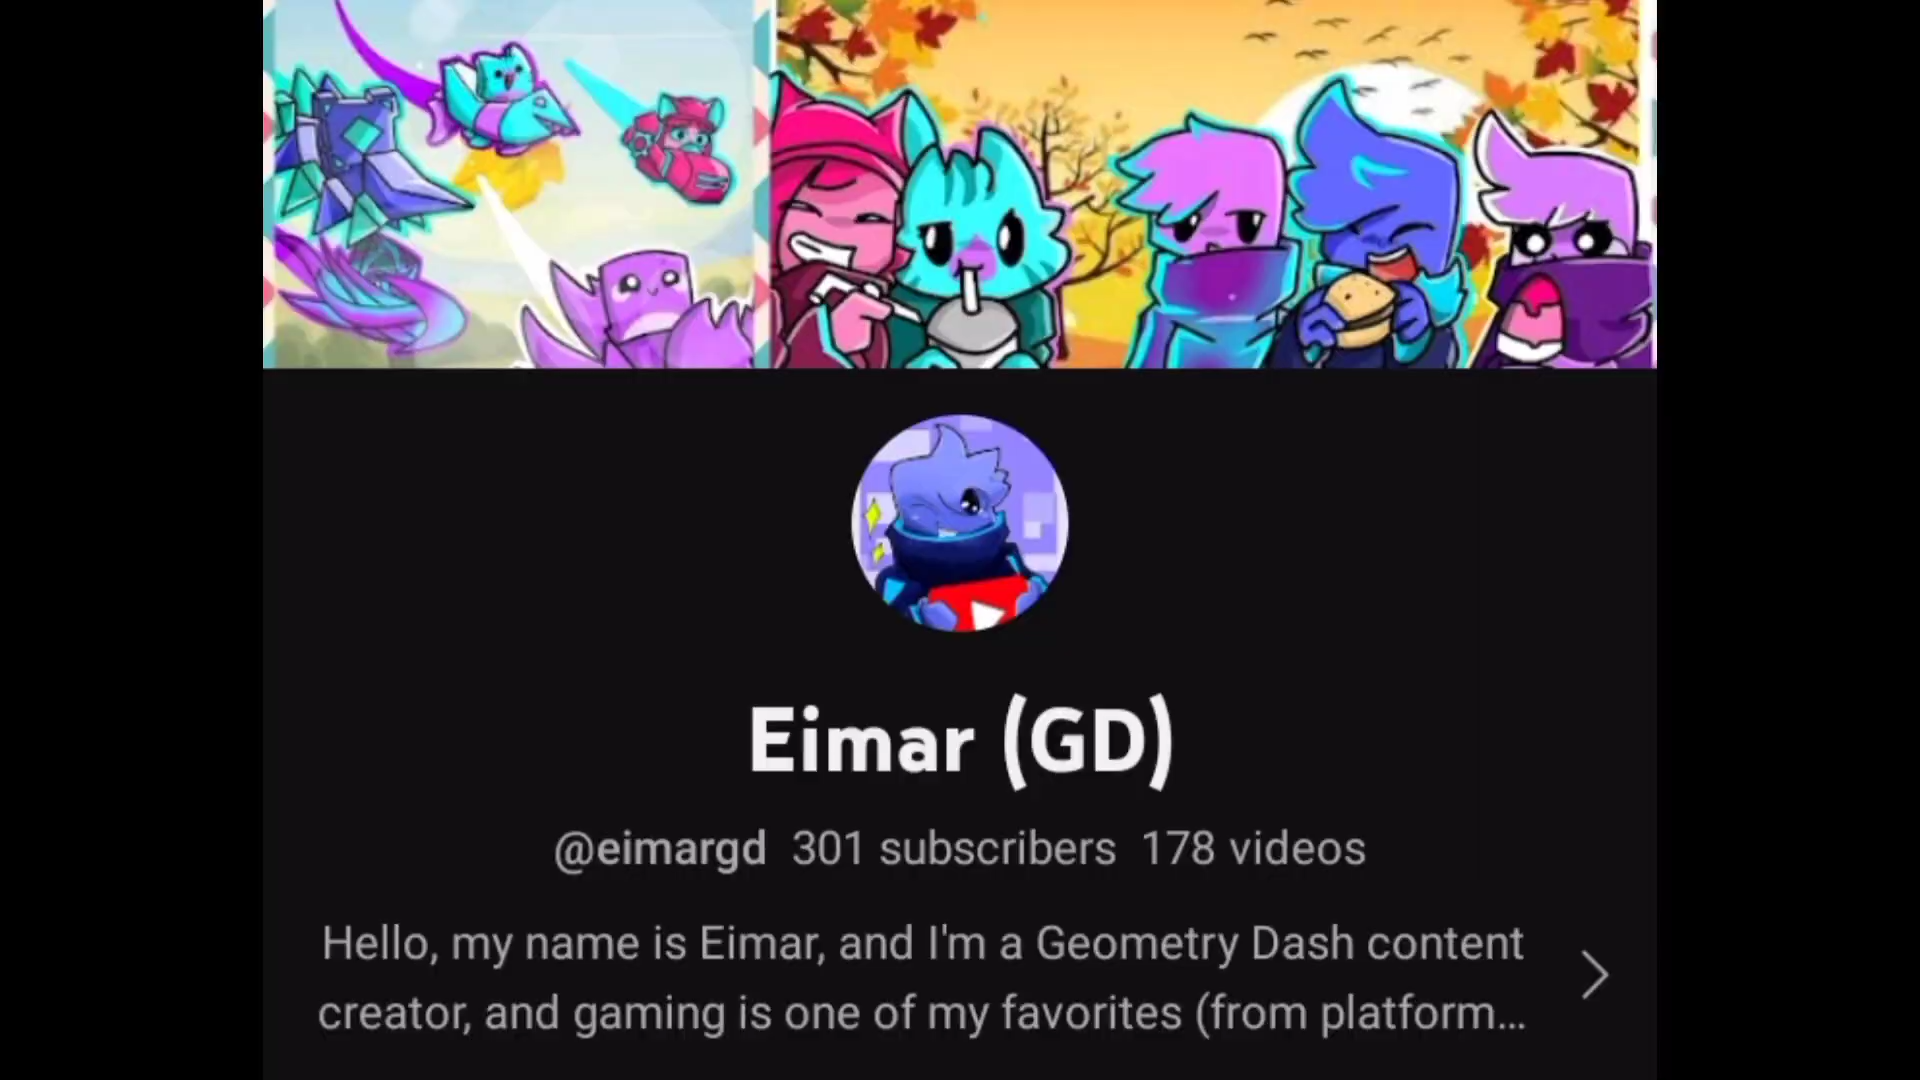 Eimar (GD)
@eimargd 301 subscribers 178 videos
Hello, my name is Eimar, and I'm a Geometry Dash content
creator, and gaming is one of my favorites (from platform...